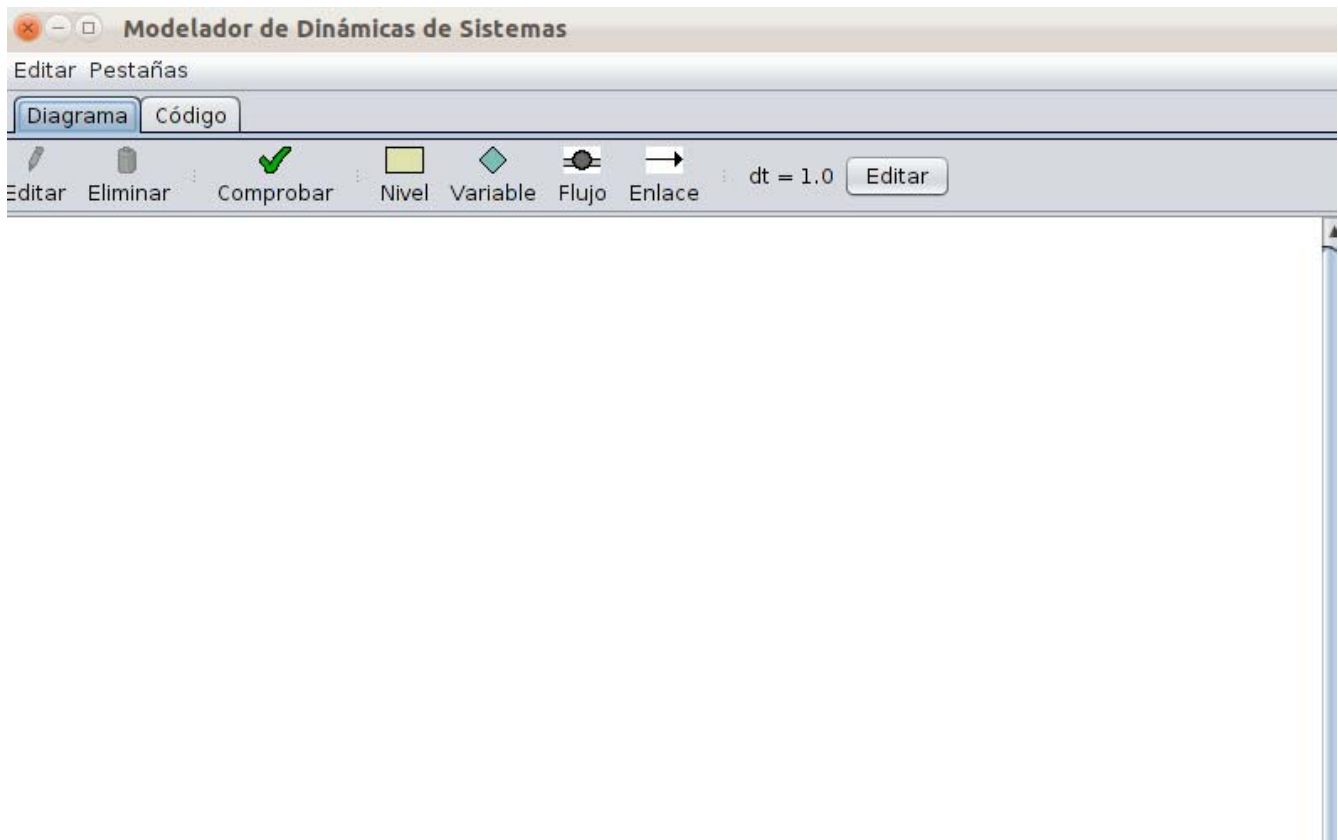 Modelador de Dinámicas de Sistemas
Editar Pestañas
Diagrama Código
Editar Eliminar Comprobar Nivel Variable Flujo Enlace dt = 1.0 Editar